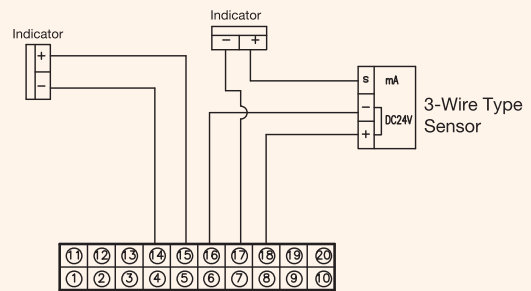 Indicator
Indicator
+
−
− +
S mA
−
DC24V
+
3-Wire Type
Sensor
11 12 13 14 15 16 17 18 19 20
1 2 3 4 5 6 7 8 9 10